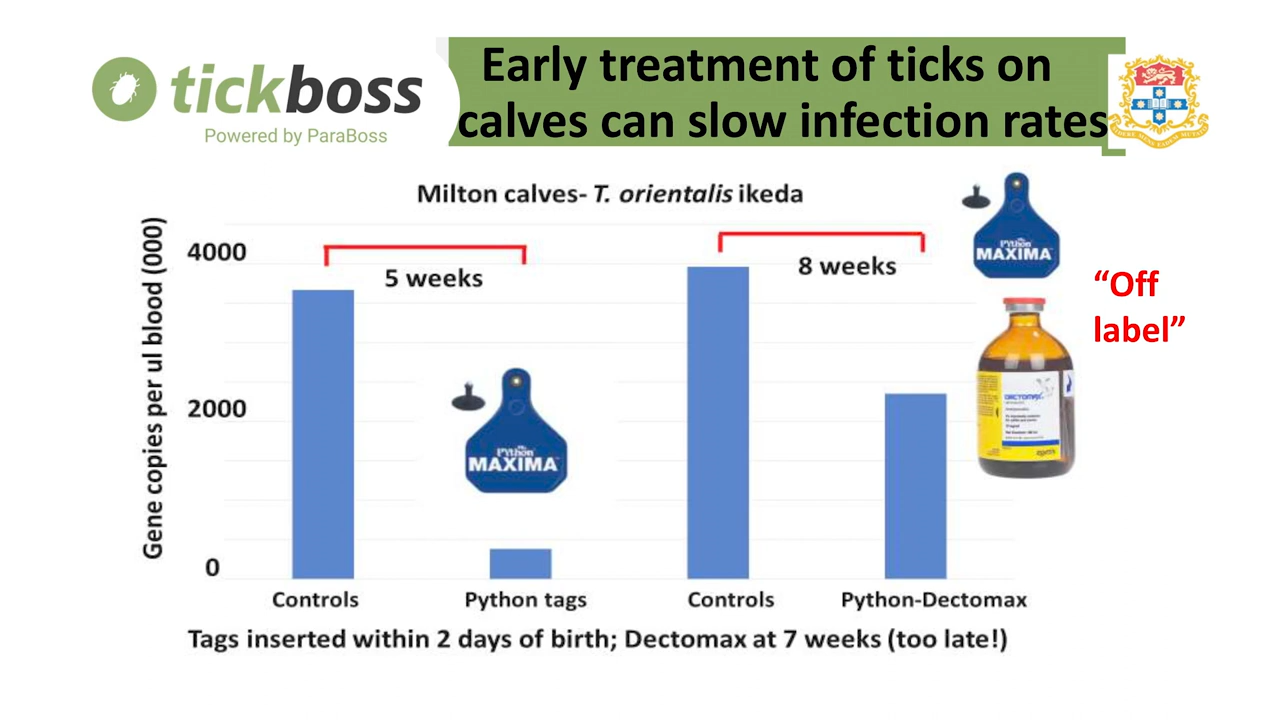 Early treatment of ticks on
calves can slow infection rates
tickboss
Powered by ParaBoss
Milton calves- T. orientalis ikeda
Gene copies per ul blood (000)
4000
2000
0
5 weeks
8 weeks
Python
MAXIMA
Python
MAXIMA
DECTOMAX
"Off
label"
Controls
Python tags
Controls
Python-Dectomax
Tags inserted within 2 days of birth; Dectomax at 7 weeks (too late!)